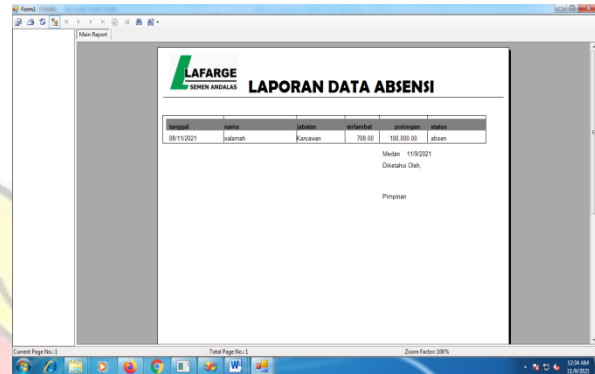 Form1
Main Report
LAFARGE
SEMEN ANDALAS
LAPORAN DATA ABSENSI
tanggal nama jabatan terlambat potongan status
08/11/2021 salamah Karyawan 708.00 100,000.00 absen
Medan 11/9/2021
Diketahui Oleh,
Pimpinan
Current Page No.: 1 Total Page No.: 1 Zoom Factor: 100%
12:34 AM
11/9/2021